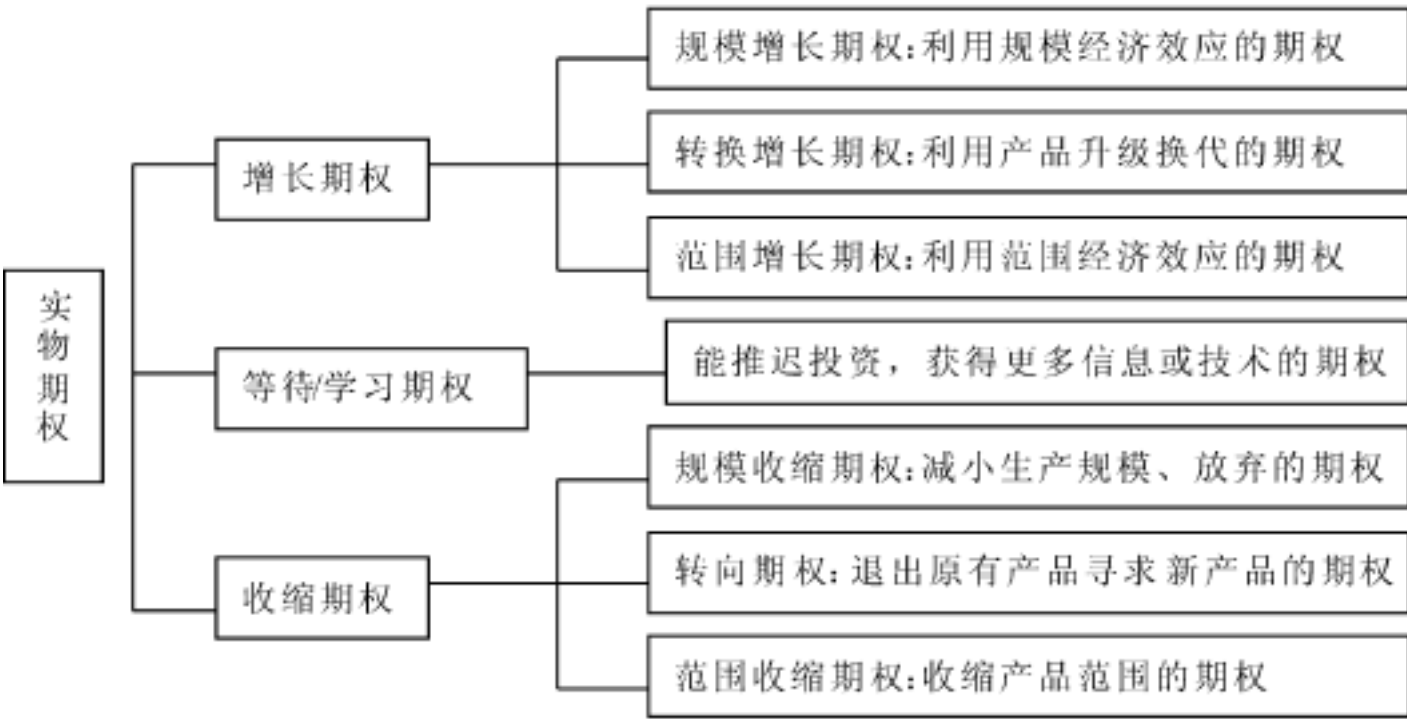 实物期权
增长期权
规模增长期权:利用规模经济效应的期权
转换增长期权:利用产品升级换代的期权
范围增长期权:利用范围经济效应的期权
等待/学习期权
能推迟投资，获得更多信息或技术的期权
收缩期权
规模收缩期权:减小生产规模、放弃的期权
转向期权:退出原有产品寻求新产品的期权
范围收缩期权:收缩产品范围的期权